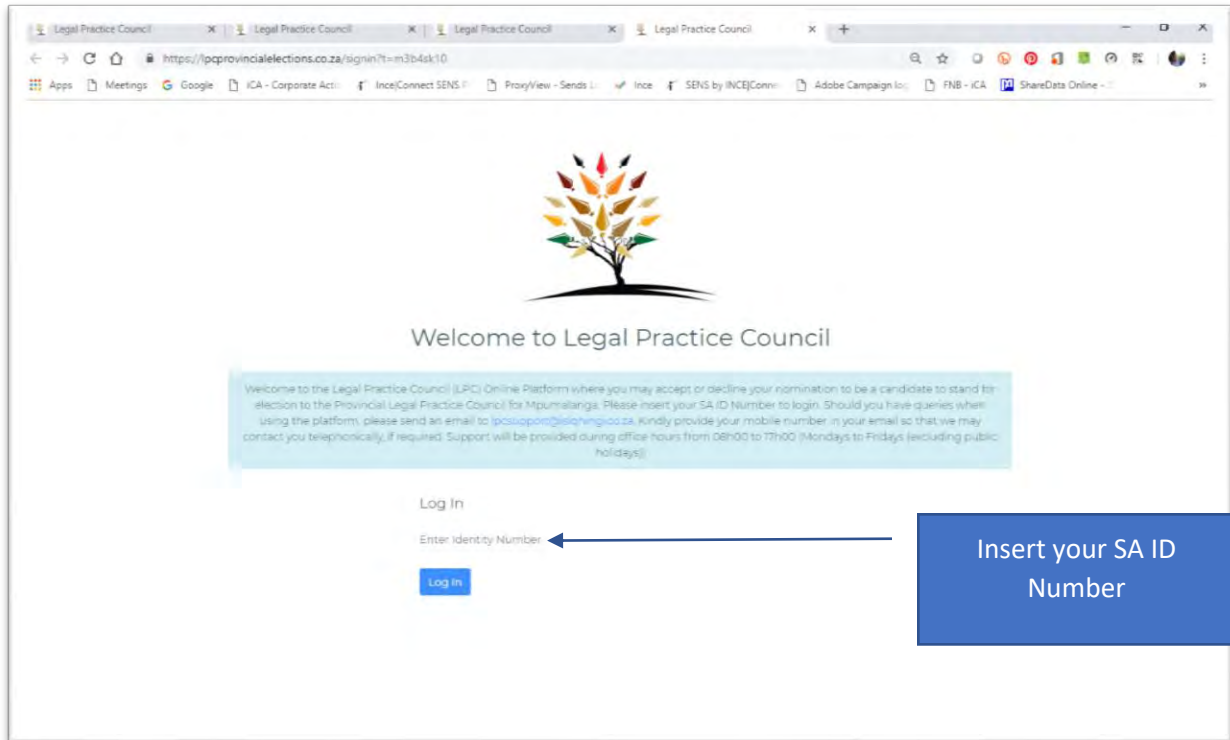 Legal Practice Council Legal Practice Council Legal Practice Council Legal Practice Council
https://lpcprovincialelections.co.za/signin?t=m3b4sk10
Apps Meetings Google ICA - Corporate Acti Ince|Connect SENS ProxyView - Sends Ince SENS by INCE|Conne Adobe Campaign log FNB - iCA ShareData Online -
Welcome to Legal Practice Council
Welcome to the Legal Practice Council (LPC) Online Platform where you may accept or decline your nomination to be a candidate to stand for
election to the Provincial Legal Practice Council for Mpumalanga. Please insert your SA ID Number to login. Should you have queries when
using the platform, please send an email to Kindly provide your mobile number in your email so that we may
contact you telephonically, if required. Support will be provided during office hours from 08h00 to 17h00 (Mondays to Fridays (excluding public
holidays))
Log In
Enter Identity Number
Log In
Insert your SA ID
Number